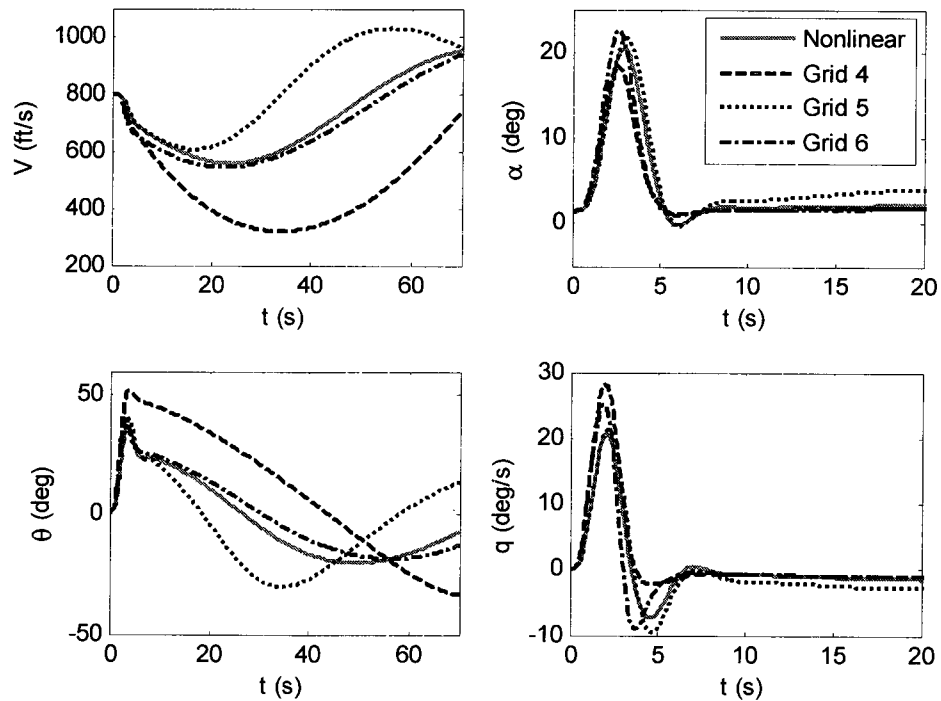 1000
800
600
400
200
V (ft/s)
0
20
40
60
t (s)
20
10
0
α (deg)
0
5
10
15
20
t (s)
Nonlinear
Grid 4
Grid 5
Grid 6
50
0
-50
θ (deg)
0
20
40
60
t (s)
30
20
10
0
-10
q (deg/s)
0
5
10
15
20
t (s)